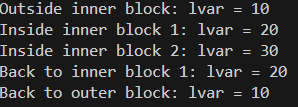 Outside inner block: lvar = 10
Inside inner block 1: lvar = 20
Inside inner block 2: lvar = 30
Back to inner block 1: lvar = 20
Back to outer block: lvar = 10